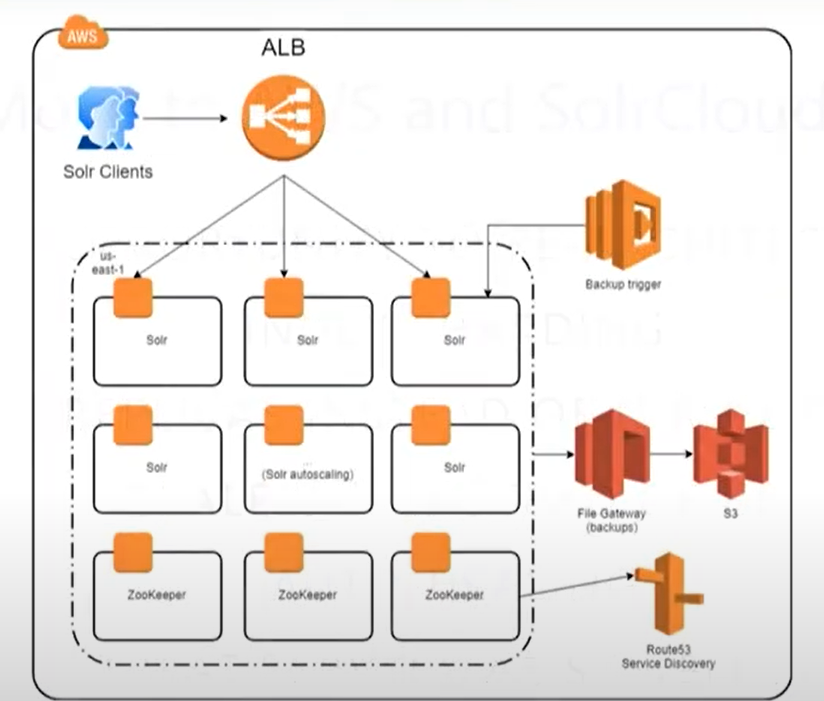 AWS
ALB
Solr Clients
us-
east-1
Backup trigger
Solr
Solr
Solr
Solr
(Solr autoscaling)
Solr
File Gateway
(backups)
S3
ZooKeeper
ZooKeeper
ZooKeeper
Route53
Service Discovery